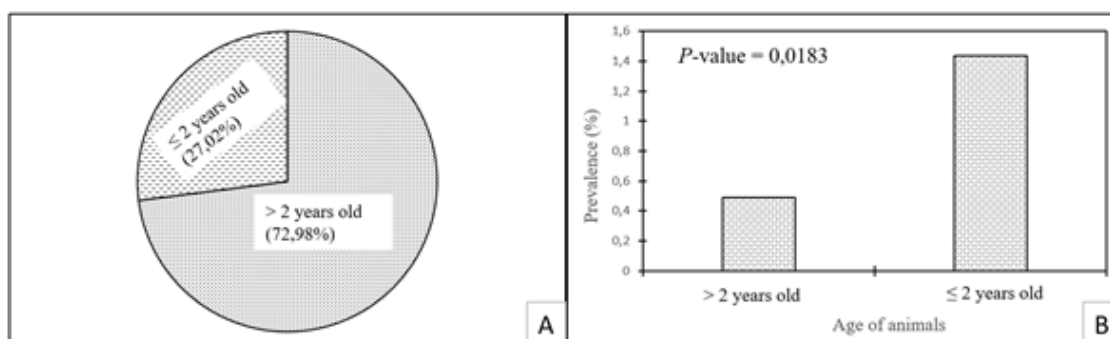 ≤ 2 years old
(27,02%)
> 2 years old
(72,98%)
A
P-value = 0,0183
Prevalence (%)
1,6
1,4
1,2
1
0,8
0,6
0,4
0,2
0
> 2 years old
≤ 2 years old
Age of animals
B